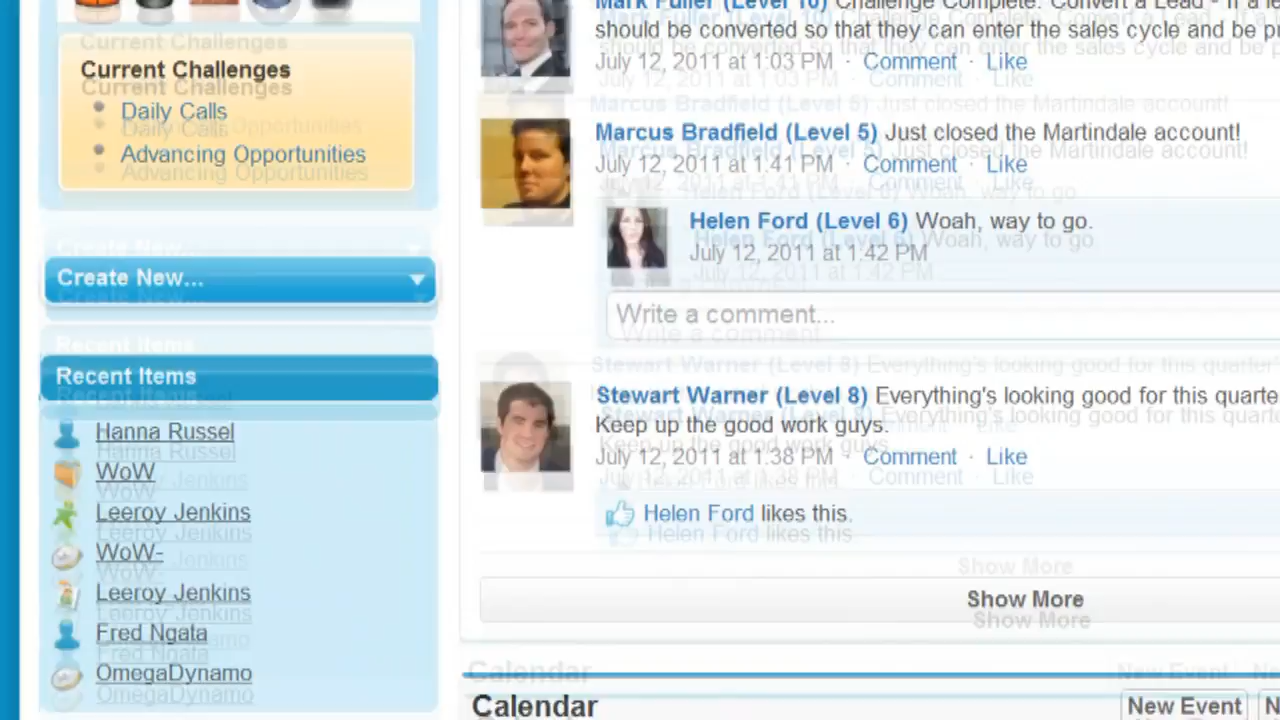 Current Challenges
Daily Calls
Advancing Opportunities
Create New...
Recent Items
Hanna Russel
WoW
Leeroy Jenkins
WoW-
Leeroy Jenkins
Fred Ngata
OmegaDynamo
Mark Fuller (Level 10) Challenge Complete: Convert a Lead - If a le
should be converted so that they can enter the sales cycle and be pu
July 12, 2011 at 1:03 PM · Comment · Like
Marcus Bradfield (Level 5) Just closed the Martindale account!
July 12, 2011 at 1:41 PM · Comment · Like
Helen Ford (Level 6) Woah, way to go.
July 12, 2011 at 1:42 PM
Write a comment...
Stewart Warner (Level 8) Everything's looking good for this quarte
Keep up the good work guys.
July 12, 2011 at 1:38 PM · Comment · Like
Helen Ford likes this.
Show More
Calendar
New Event
N